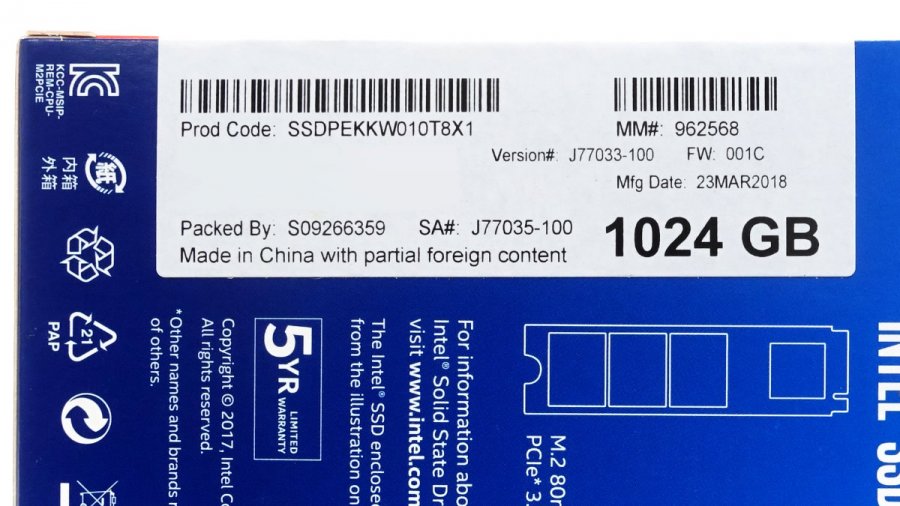 Prod Code: SSDPEKKW010T8X1
MM#: 962568
Version#: J77033-100 FW: 001C
Mfg Date: 23MAR2018
Packed By: S09266359 SA#: J77035-100
1024 GB
Made in China with partial foreign content
KCC-MSIP-
REM-CPU-
M2PCIE
紙
内箱
外箱
21
PAP
*Other names and brands
of others.
Copyright © 2017, Intel
All rights reserved.
5YR
LIMITED
WARRANTY
The Intel® SSD enclose
from the illustration on
For information abo
Intel® Solid State Dr
visit www.intel.com
M.2 80
PCIe* 3.
INTEL SSD